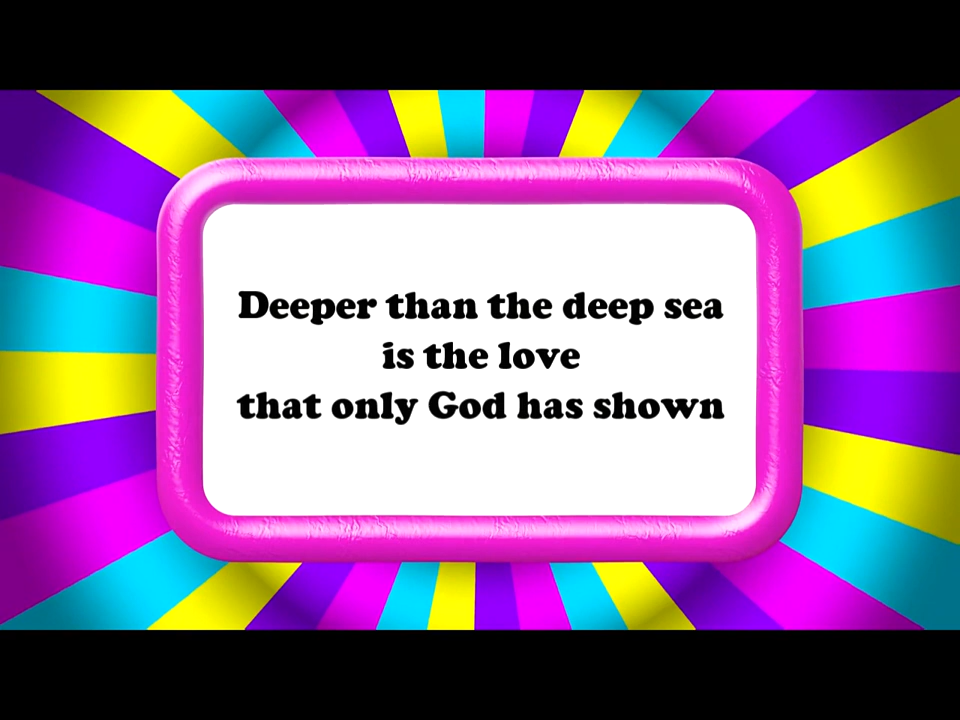 Deeper than the deep sea
is the love
that only God has shown